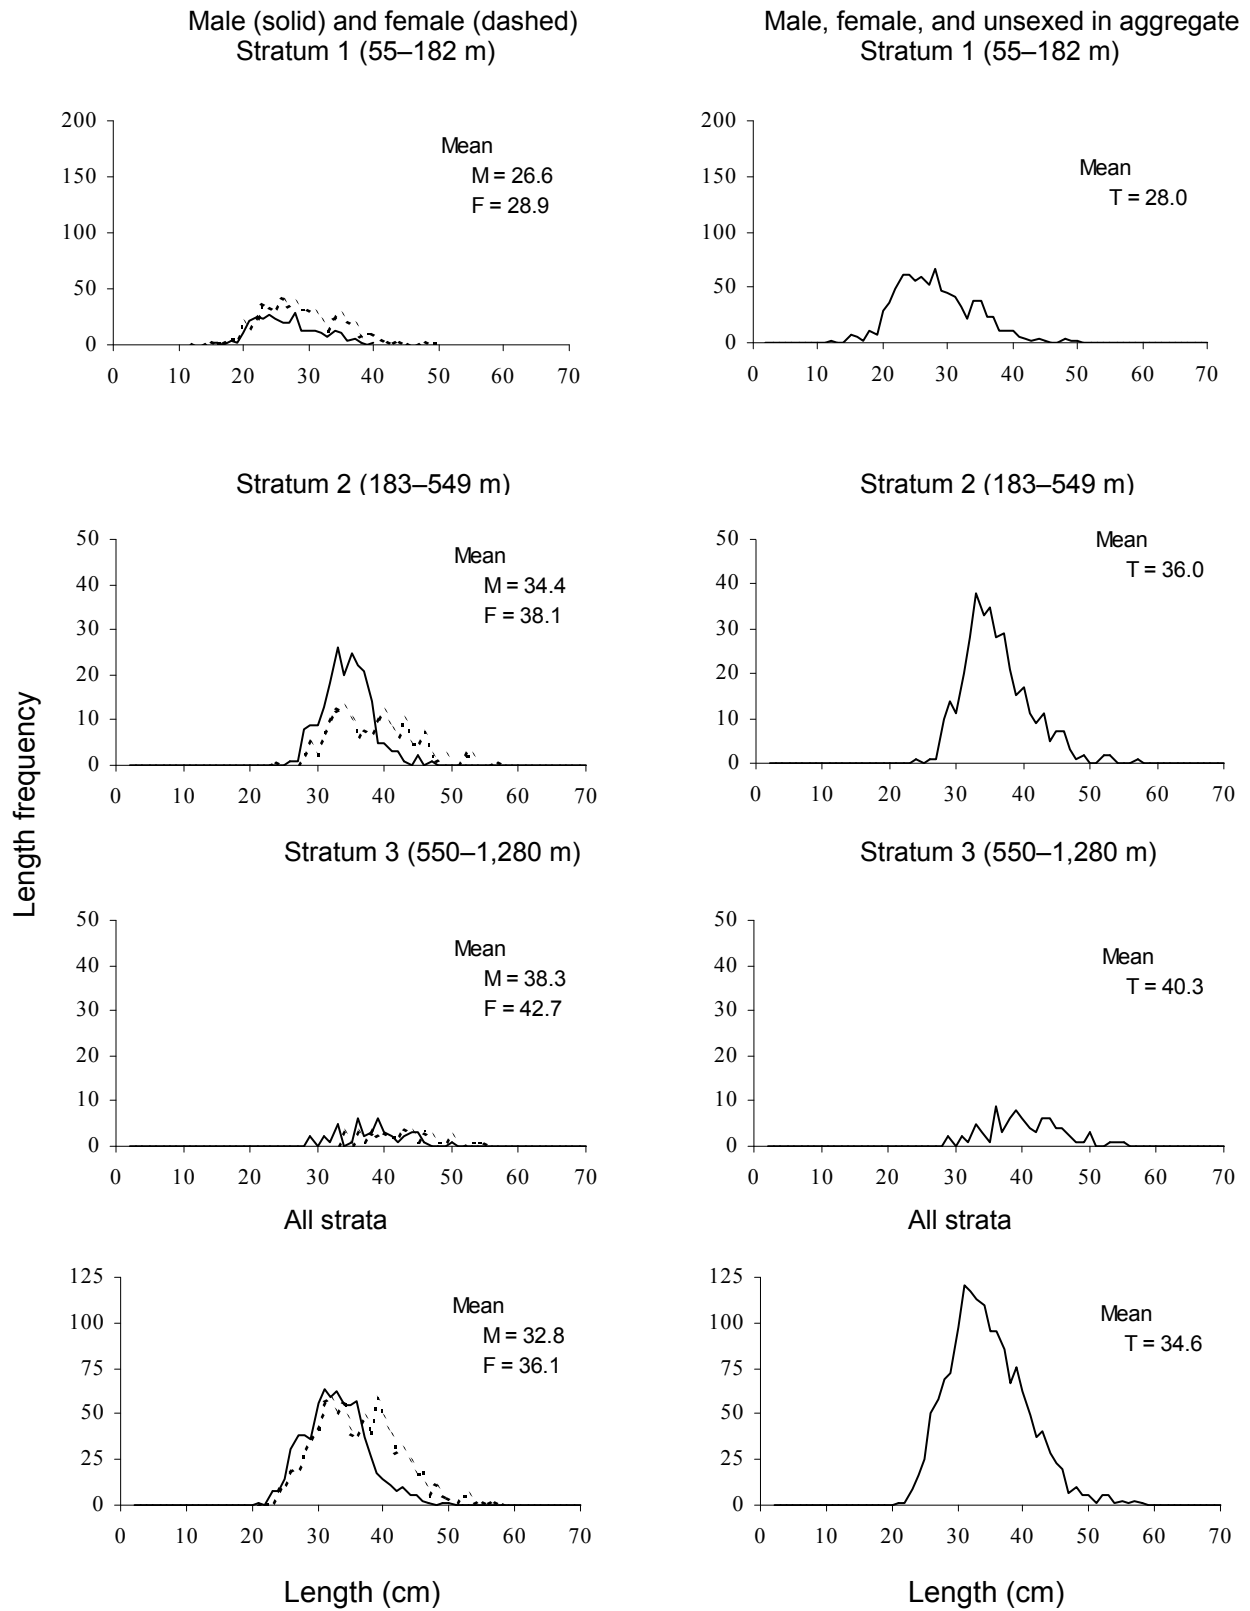 Male (solid) and female (dashed)
Stratum 1 (55–182 m)
200
150
100
50
0
Mean
M = 26.6
F = 28.9
0 10 20 30 40 50 60 70
Male, female, and unsexed in aggregate
Stratum 1 (55–182 m)
200
150
100
50
0
Mean
T = 28.0
0 10 20 30 40 50 60 70
Length frequency
Stratum 2 (183–549 m)
50
40
30
20
10
0
Mean
M = 34.4
F = 38.1
0 10 20 30 40 50 60 70
Stratum 2 (183–549 m)
50
40
30
20
10
0
Mean
T = 36.0
0 10 20 30 40 50 60 70
Stratum 3 (550–1,280 m)
50
40
30
20
10
0
Mean
M = 38.3
F = 42.7
0 10 20 30 40 50 60 70
Stratum 3 (550–1,280 m)
50
40
30
20
10
0
Mean
T = 40.3
0 10 20 30 40 50 60 70
All strata
125
100
75
50
25
0
Mean
M = 32.8
F = 36.1
0 10 20 30 40 50 60 70
Length (cm)
All strata
125
100
75
50
25
0
Mean
T = 34.6
0 10 20 30 40 50 60 70
Length (cm)